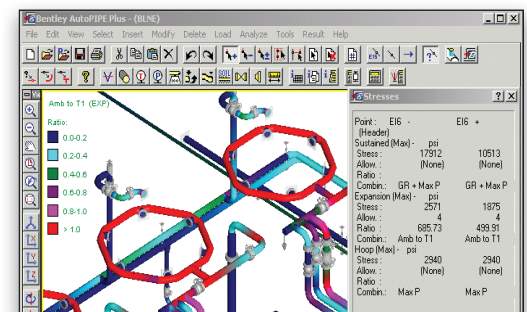 Bentley AutoPIPE Plus - (BLNE)
File Edit View Select Insert Modify Delete Load Analyze Tools Result Help
Amb to T1 (EXP)
Ratio:
0.0-0.2
0.2-0.4
0.4-0.6
0.6-0.8
0.8-1.0
> 1.0
Stresses
Point : EI6 - EI6 +
(Header)
Sustained (Max) - psi
Stress : 17912 10513
Allow. : (None) (None)
Ratio :
Combin.: GR + Max P GR + Max P
Expansion (Max) - psi
Stress : 2571 1875
Allow. : 4 4
Ratio : 685.73 499.91
Combin.: Amb to T1 Amb to T1
Hoop (Max) - psi
Stress : 2940 2940
Allow. : (None) (None)
Ratio :
Combin.: Max P Max P